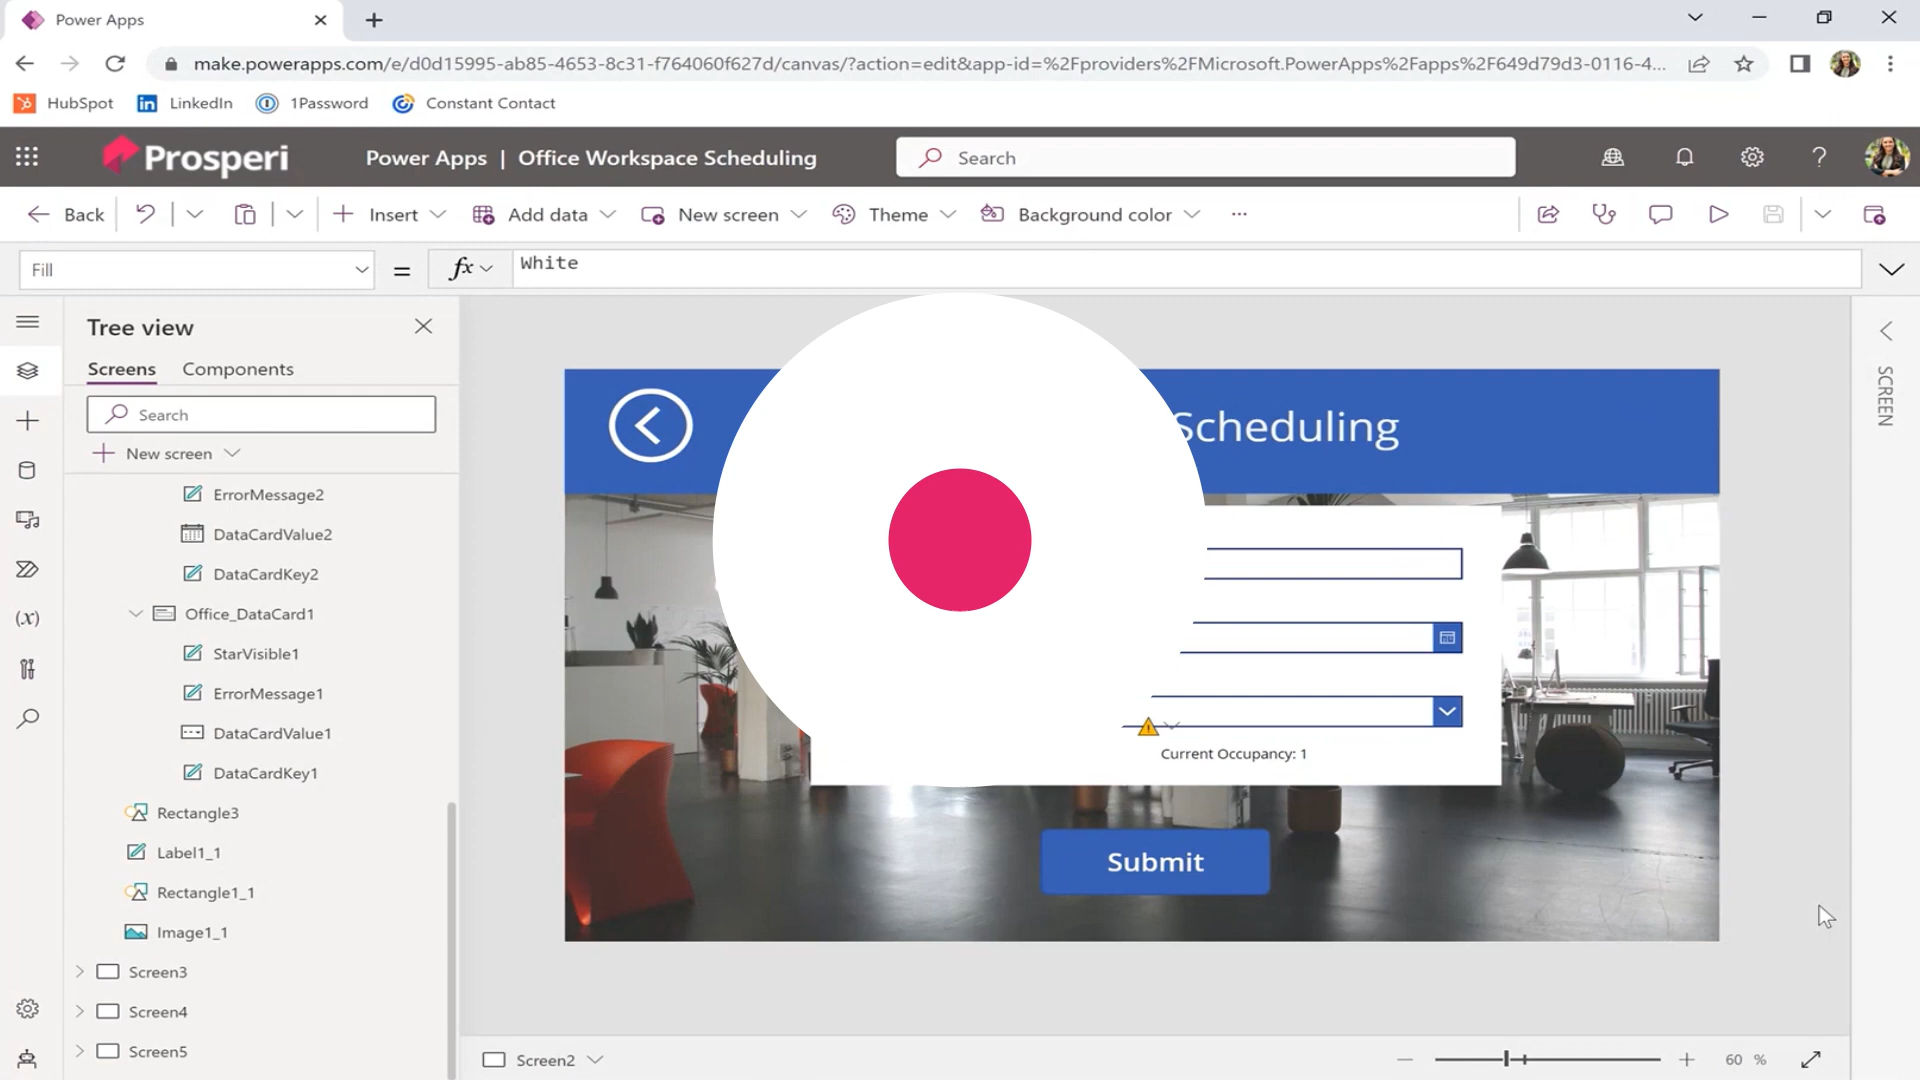 Power Apps
make.powerapps.com/e/d0d15995-ab85-4653-8c31-f764060f627d/canvas/?action=edit&app-id=%2Fproviders%2FMicrosoft.PowerApps%2Fapps%2F649d79d3-0116-4...
HubSpot LinkedIn 1Password Constant Contact
Prosperi Power Apps | Office Workspace Scheduling Search
Back Insert Add data New screen Theme Background color ...
Fill = fx White
Tree view
Screens Components
Search
New screen
ErrorMessage2
DataCardValue2
DataCardKey2
Office_DataCard1
StarVisible1
ErrorMessage1
DataCardValue1
DataCardKey1
Rectangle3
Label1_1
Rectangle1_1
Image1_1
Screen3
Screen4
Screen5
Scheduling
Current Occupancy: 1
Submit
SCREEN
Screen2 60 %